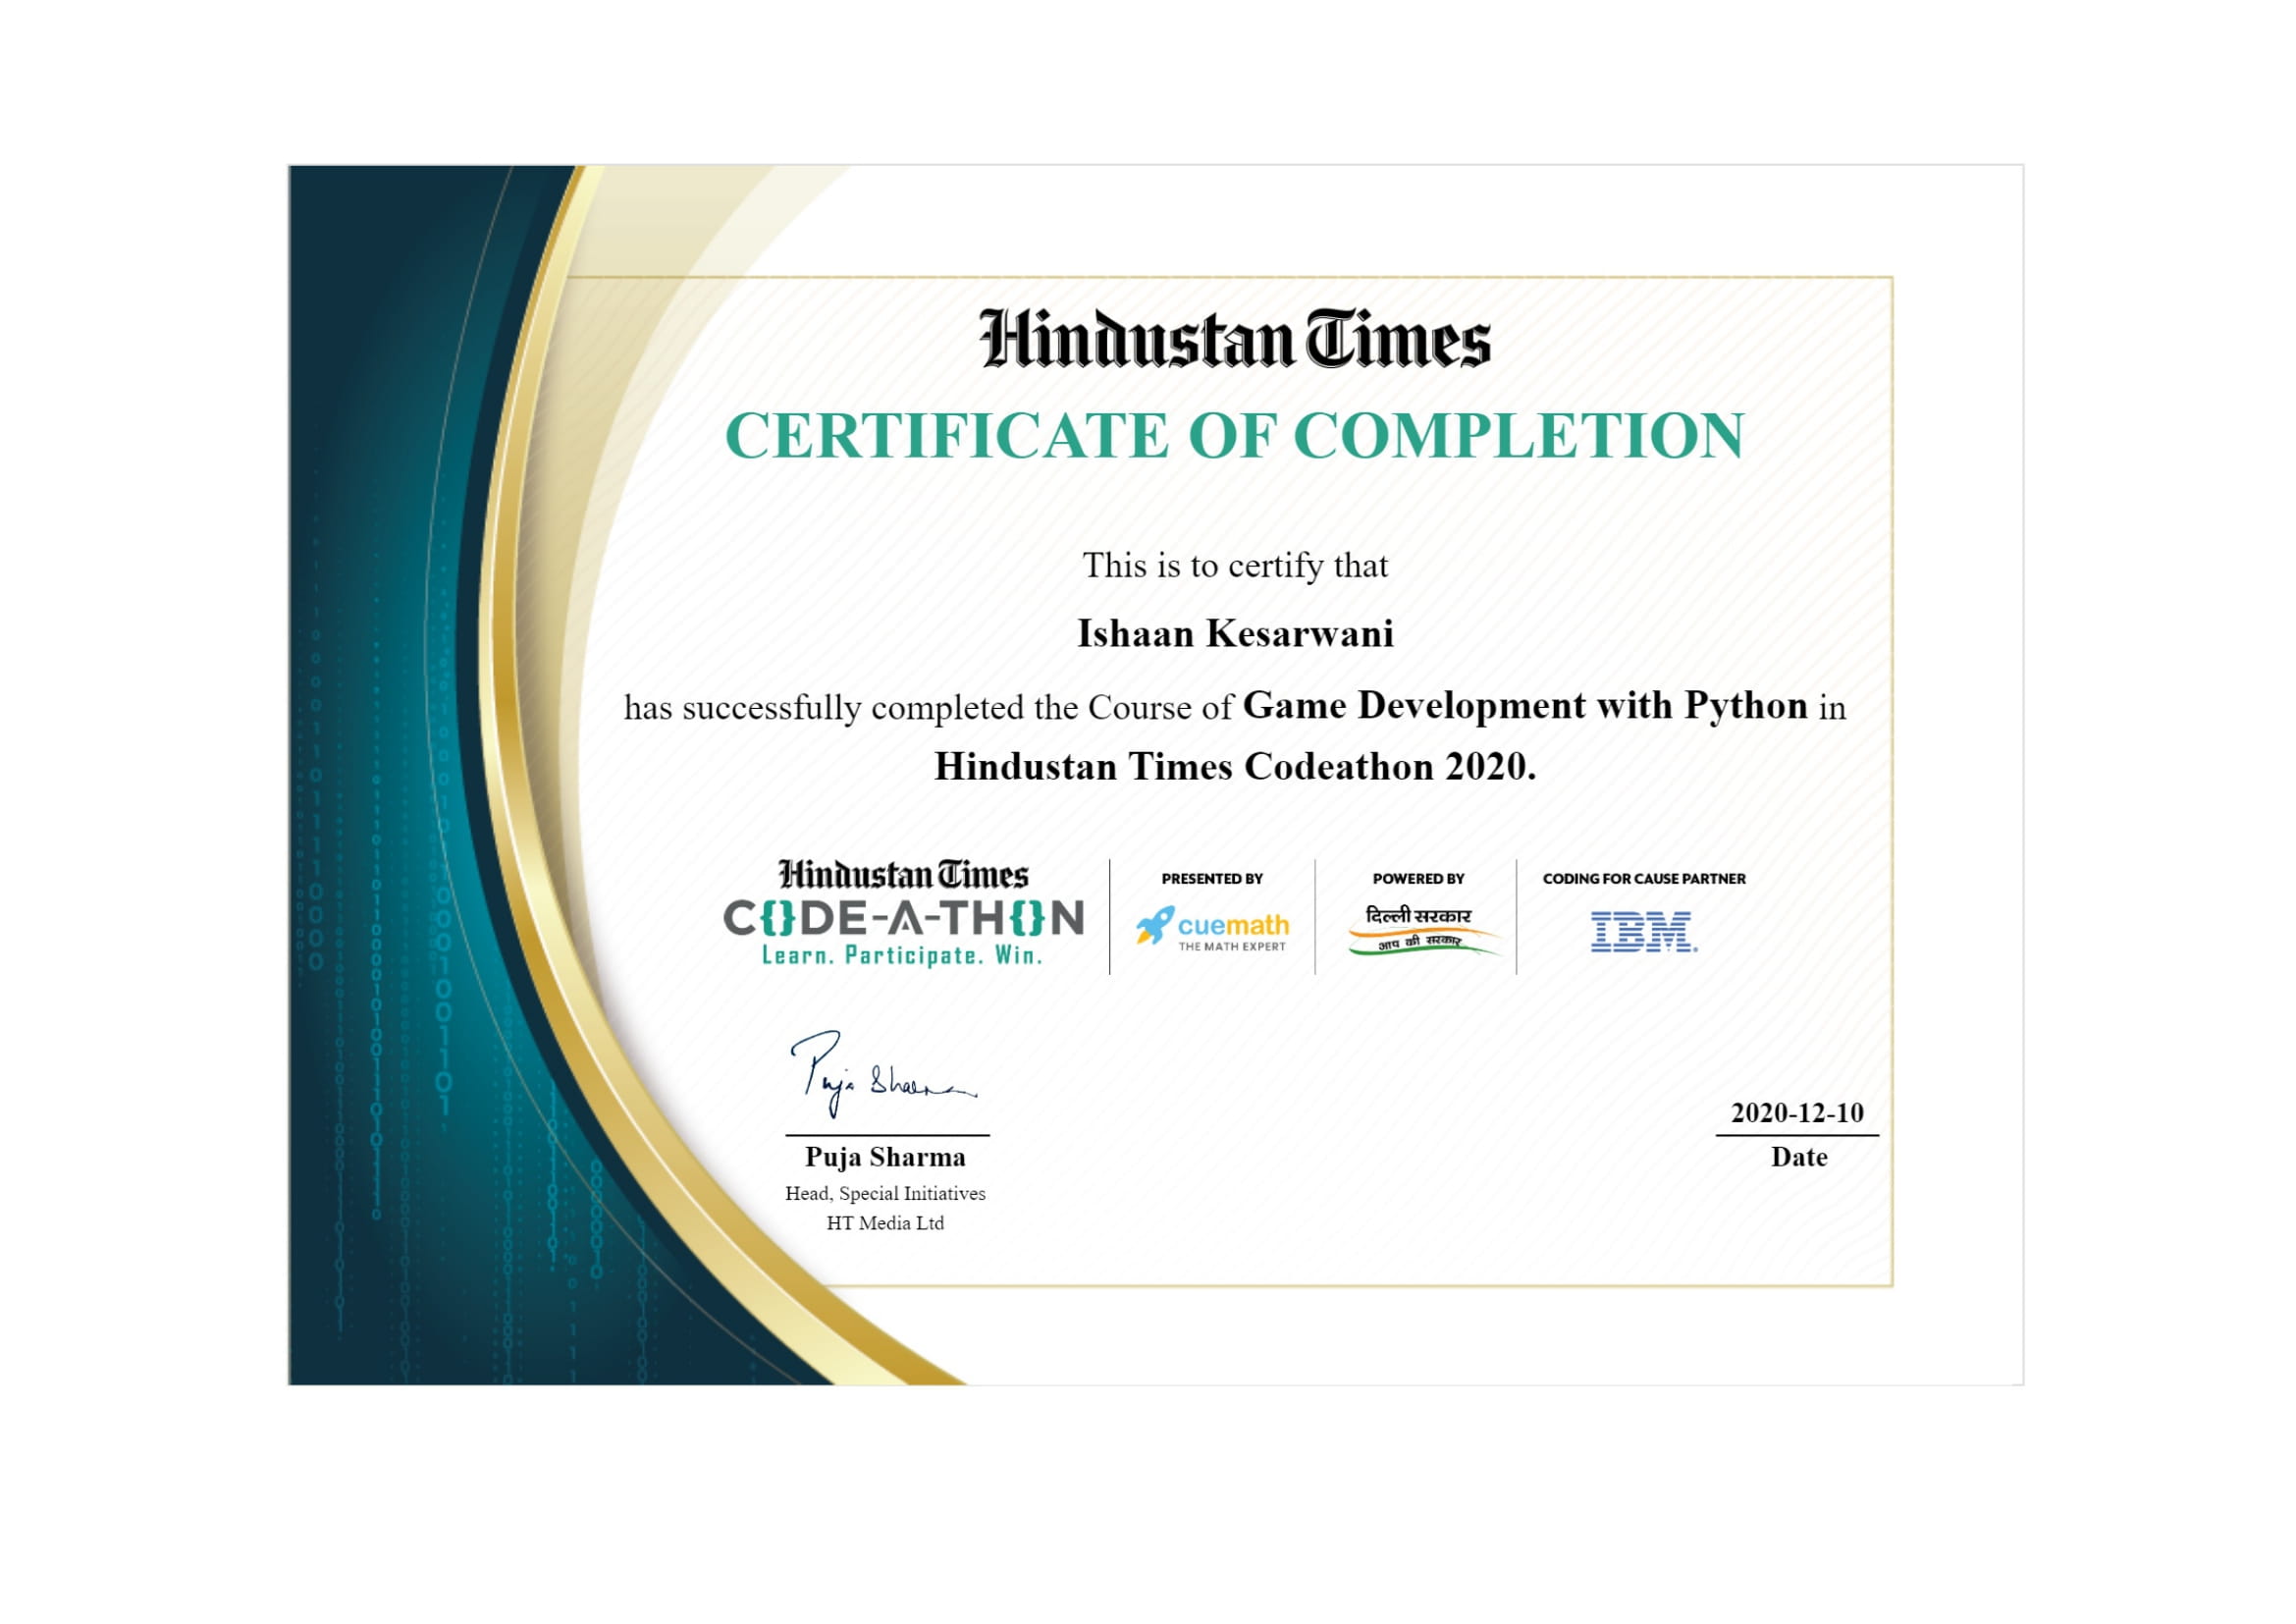 Hindustan Times
CERTIFICATE OF COMPLETION
This is to certify that
Ishaan Kesarwani
has successfully completed the Course of Game Development with Python in
Hindustan Times Codeathon 2020.
Hindustan Times
C{}DE-A-TH{}N
Learn. Participate. Win.
PRESENTED BY
cuemath
THE MATH EXPERT
POWERED BY
दिल्ली सरकार
आप की सरकार
CODING FOR CAUSE PARTNER
IBM®
Puja Sharma
Puja Sharma
Head, Special Initiatives
HT Media Ltd
2020-12-10
Date